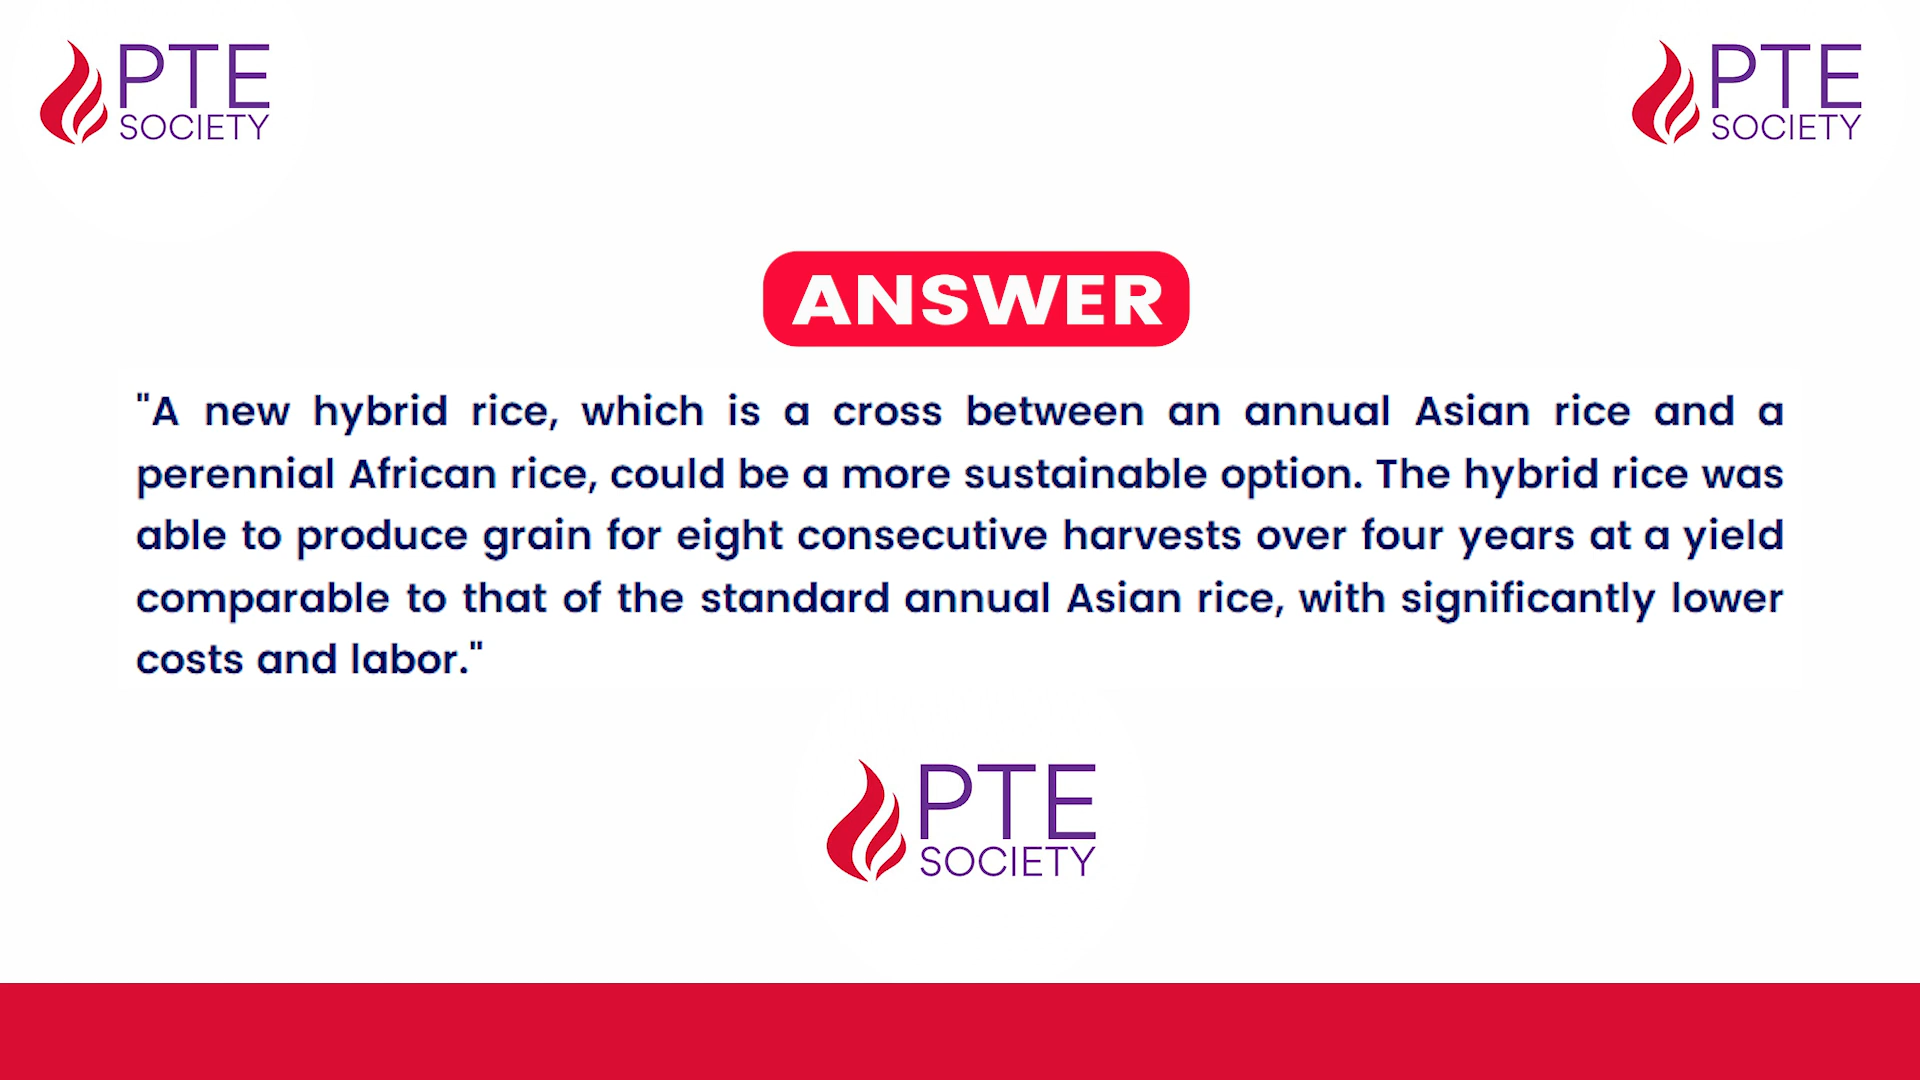 PTE
SOCIETY
PTE
SOCIETY
ANSWER
"A new hybrid rice, which is a cross between an annual Asian rice and a
perennial African rice, could be a more sustainable option. The hybrid rice was
able to produce grain for eight consecutive harvests over four years at a yield
comparable to that of the standard annual Asian rice, with significantly lower
costs and labor."
PTE
SOCIETY